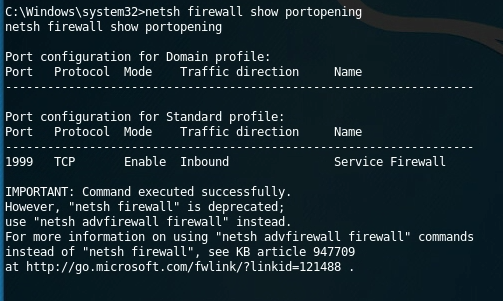 C:\Windows\system32>netsh firewall show portopening
netsh firewall show portopening

Port configuration for Domain profile:
Port   Protocol  Mode    Traffic direction     Name
-------------------------------------------------------------------

Port configuration for Standard profile:
Port   Protocol  Mode    Traffic direction     Name
-------------------------------------------------------------------
1999   TCP       Enable  Inbound               Service Firewall

IMPORTANT: Command executed successfully.
However, "netsh firewall" is deprecated;
use "netsh advfirewall firewall" instead.
For more information on using "netsh advfirewall firewall" commands
instead of "netsh firewall", see KB article 947709
at http://go.microsoft.com/fwlink/?linkid=121488 .